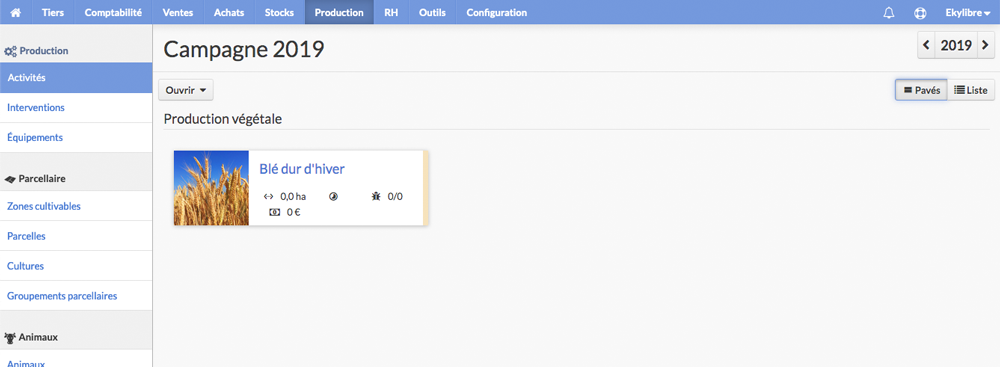 Tiers Comptabilité Ventes Achats Stocks Production RH Outils Configuration Ekylibre
Production
Activités
Interventions
Équipements
Parcellaire
Zones cultivables
Parcelles
Cultures
Groupements parcellaires
Animaux
Animaux
Campagne 2019
2019
Ouvrir
Pavés Liste
Production végétale
Blé dur d'hiver
0,0 ha 0/0
0 €